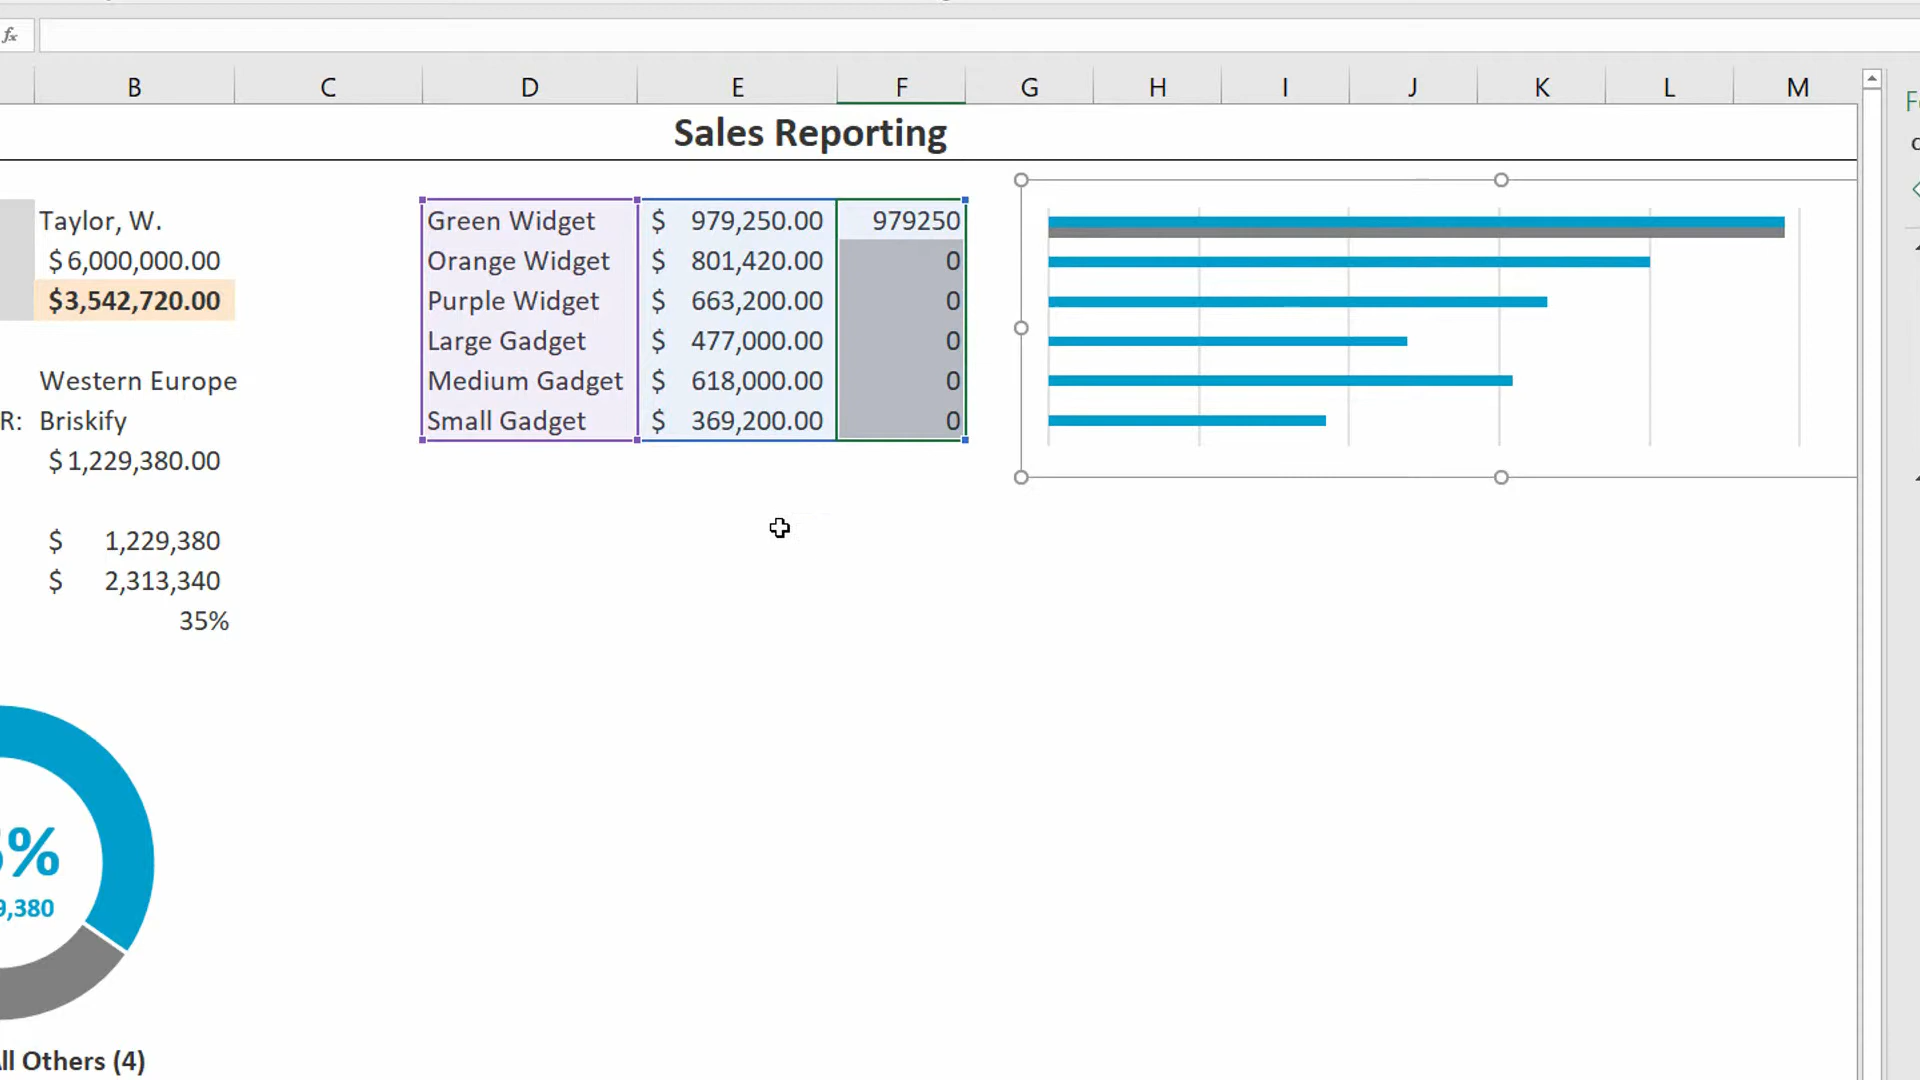 fx
B C D E F G H I J K L M
Sales Reporting
Taylor, W. Green Widget $ 979,250.00 979250
$6,000,000.00 Orange Widget $ 801,420.00 0
$3,542,720.00 Purple Widget $ 663,200.00 0
Large Gadget $ 477,000.00 0
Western Europe Medium Gadget $ 618,000.00 0
R: Briskify Small Gadget $ 369,200.00 0
$1,229,380.00
$ 1,229,380
$ 2,313,340
35%
%
9,380
ll Others (4)